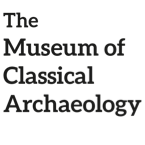 The
Museum of
Classical
Archaeology